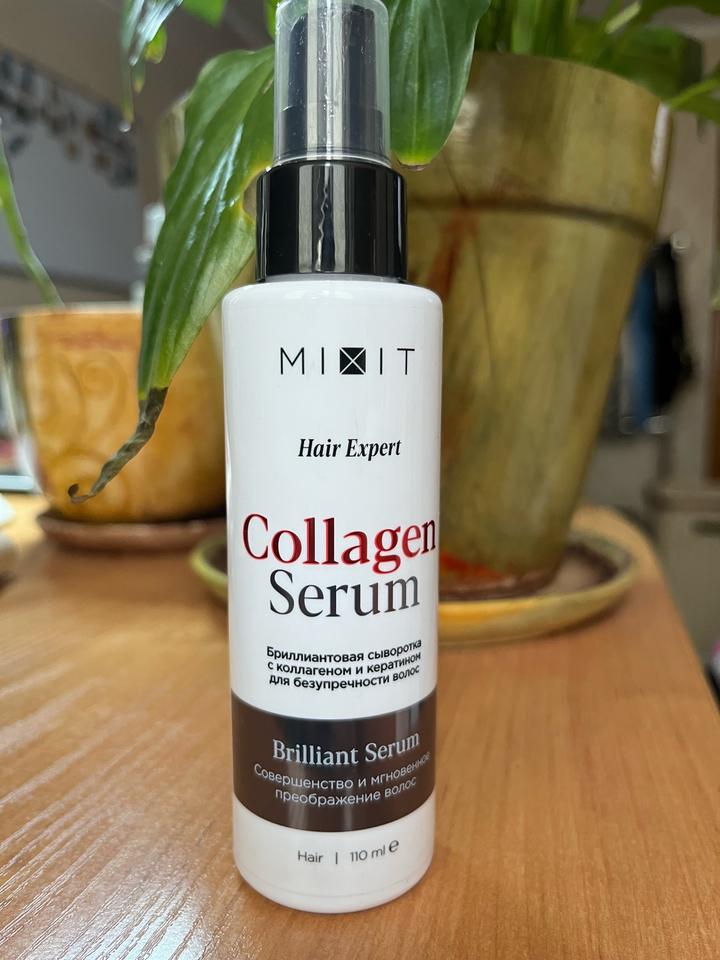 MIXIT
Hair Expert
Collagen
Serum
Бриллиантовая сыворотка
с коллагеном и кератином
для безупречности волос
Brilliant Serum
Совершенство и мгновенное
преображение волос
Hair | 110 ml ℮